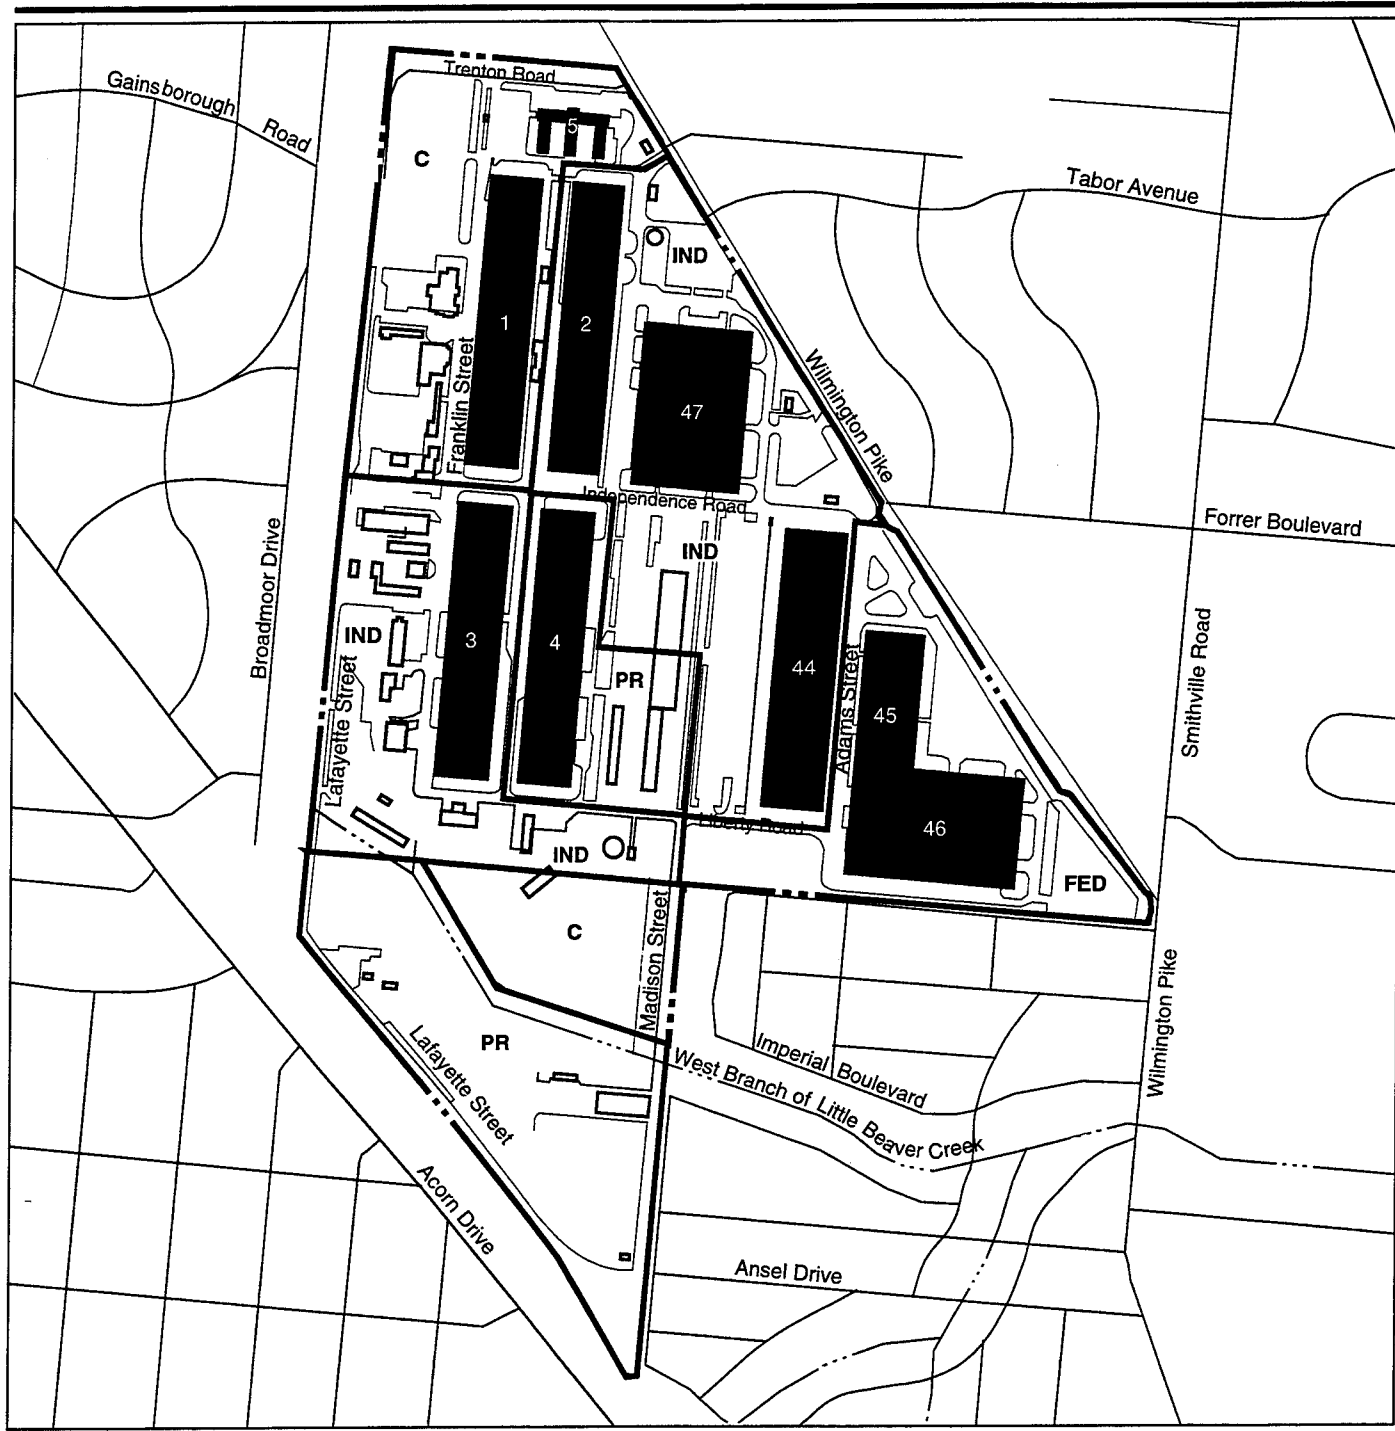 Trenton Road
Gainsborough
Road
5
C
Tabor Avenue
IND
1
2
Wilmington Pike
Franklin Street
47
Independence Road
Forrer Boulevard
Broadmoor Drive
IND
IND
3
4
44
Smithville Road
PR
Adams Street
Lafayette Street
45
Liberty Road
46
IND
FED
C
Madison Street
Wilmington Pike
PR
Lafayette Street
Imperial Boulevard
West Branch of Little Beaver Creek
Acorn Drive
Ansel Drive